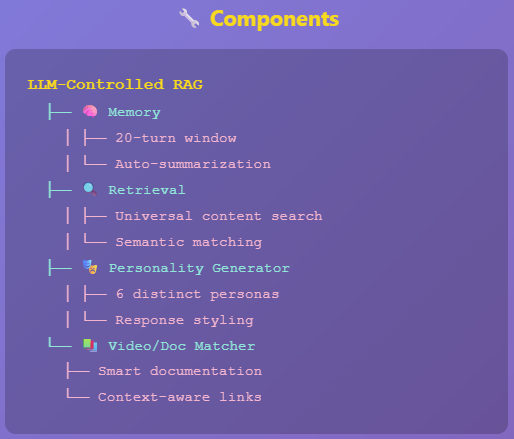 🔧 Components
LLM-Controlled RAG
├── 🧠 Memory
│ ├── 20-turn window
│ └── Auto-summarization
├── 🔍 Retrieval
│ ├── Universal content search
│ └── Semantic matching
├── 🎭 Personality Generator
│ ├── 6 distinct personas
│ └── Response styling
└── 📚 Video/Doc Matcher
├── Smart documentation
└── Context-aware links